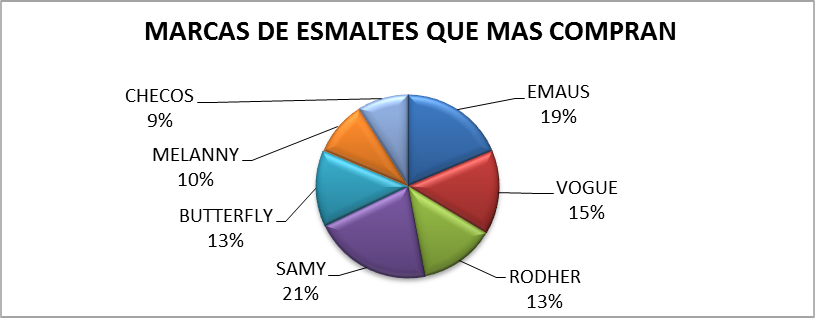 MARCAS DE ESMALTES QUE MAS COMPRAN
EMAUS
19%
VOGUE
15%
RODHER
13%
SAMY
21%
BUTTERFLY
13%
MELANNY
10%
CHECOS
9%